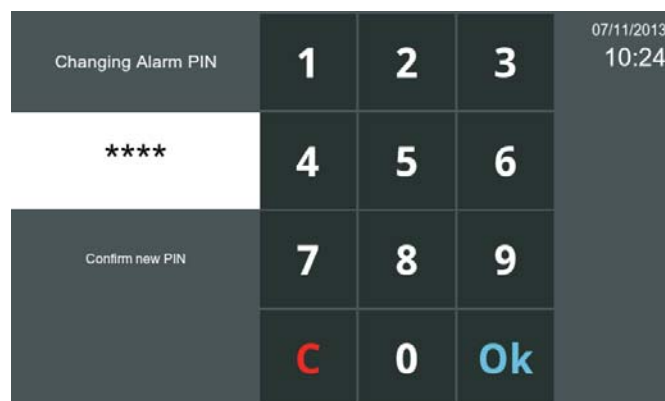 Changing Alarm PIN
****
Confirm new PIN
1 2 3
4 5 6
7 8 9
C 0 Ok
07/11/2013
10:24